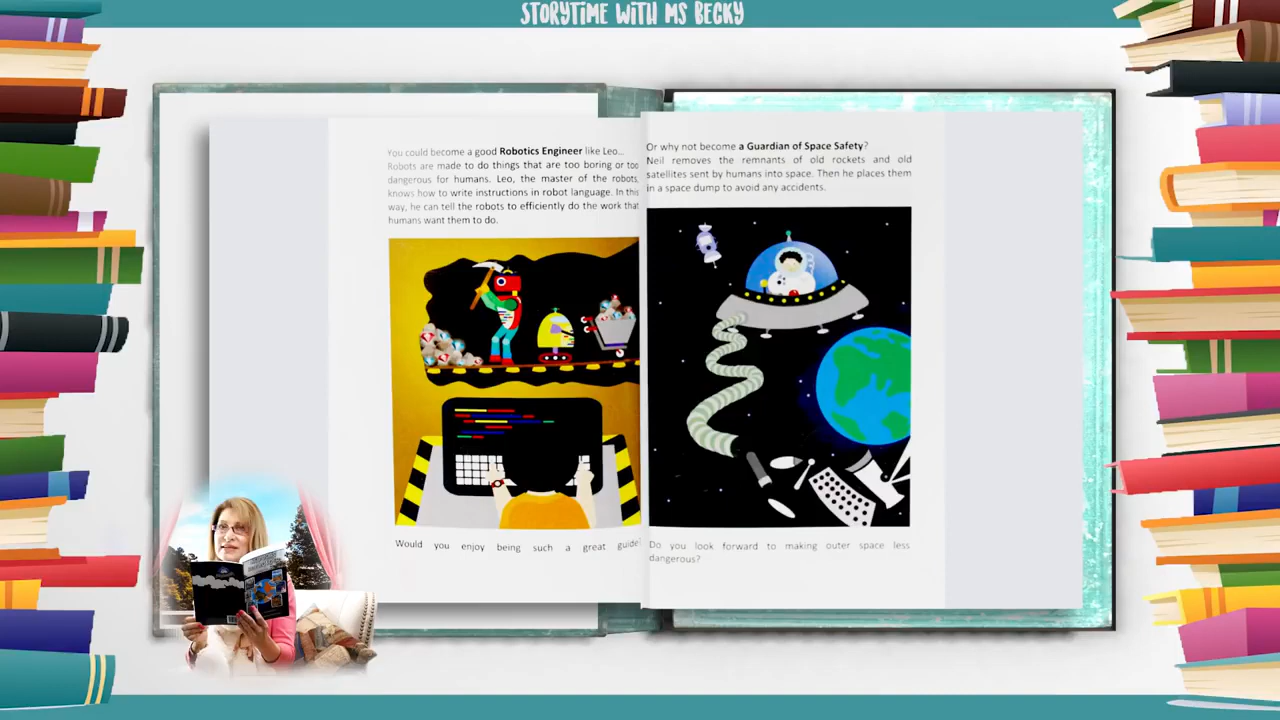 STORYTIME WITH MS BECKY
You could become a good Robotics Engineer like Leo...
Robots are made to do things that are too boring or too
dangerous for humans. Leo, the master of the robots,
knows how to write instructions in robot language. In this
way, he can tell the robots to efficiently do the work that
humans want them to do.
Would you enjoy being such a great guide?
Or why not become a Guardian of Space Safety?
Neil removes the remnants of old rockets and old
satellites sent by humans into space. Then he places them
in a space dump to avoid any accidents.
Do you look forward to making outer space less
dangerous?